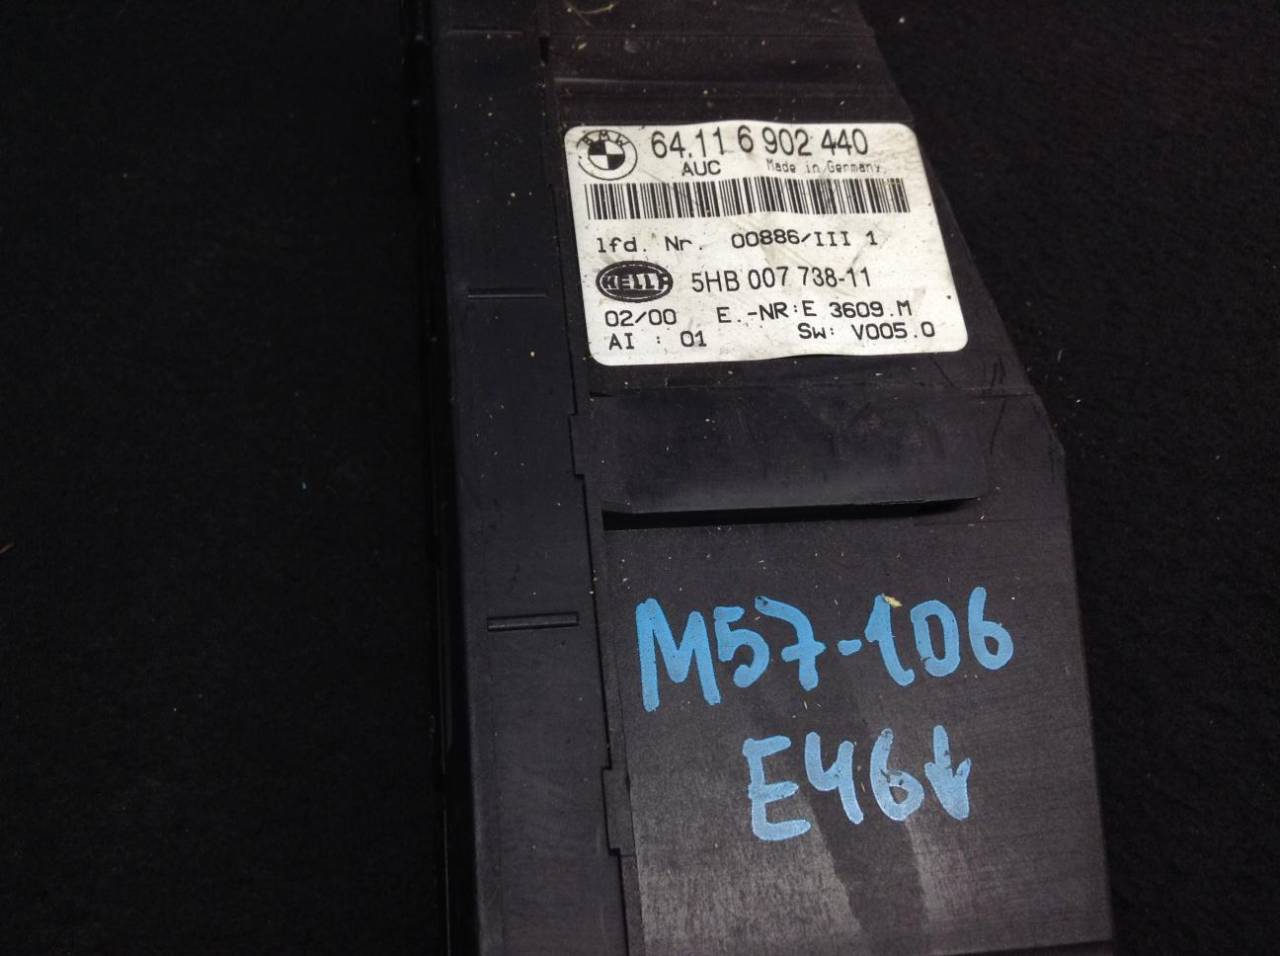 BMW 64.11 6 902 440
AUC Made in Germany
lfd. Nr. 00886/III 1
HELLA 5HB 007 738-11
02/00 E.-NR:E 3609.M
AI : 01 SW: V005.0
M57-106
E46↓